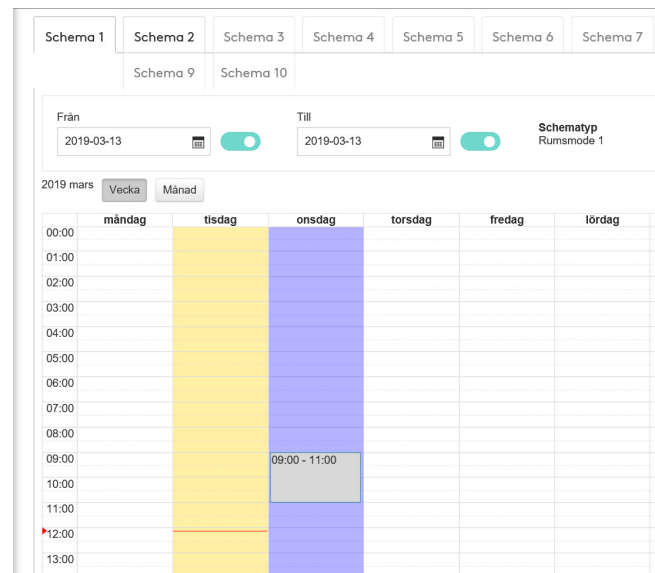 Schema 1 Schema 2 Schema 3 Schema 4 Schema 5 Schema 6 Schema 7
Schema 9 Schema 10
Från Till
2019-03-13 2019-03-13
Schematyp
Rumsmode 1
2019 mars Vecka Månad
måndag tisdag onsdag torsdag fredag lördag
00:00
01:00
02:00
03:00
04:00
05:00
06:00
07:00
08:00
09:00 09:00 - 11:00
10:00
11:00
12:00
13:00